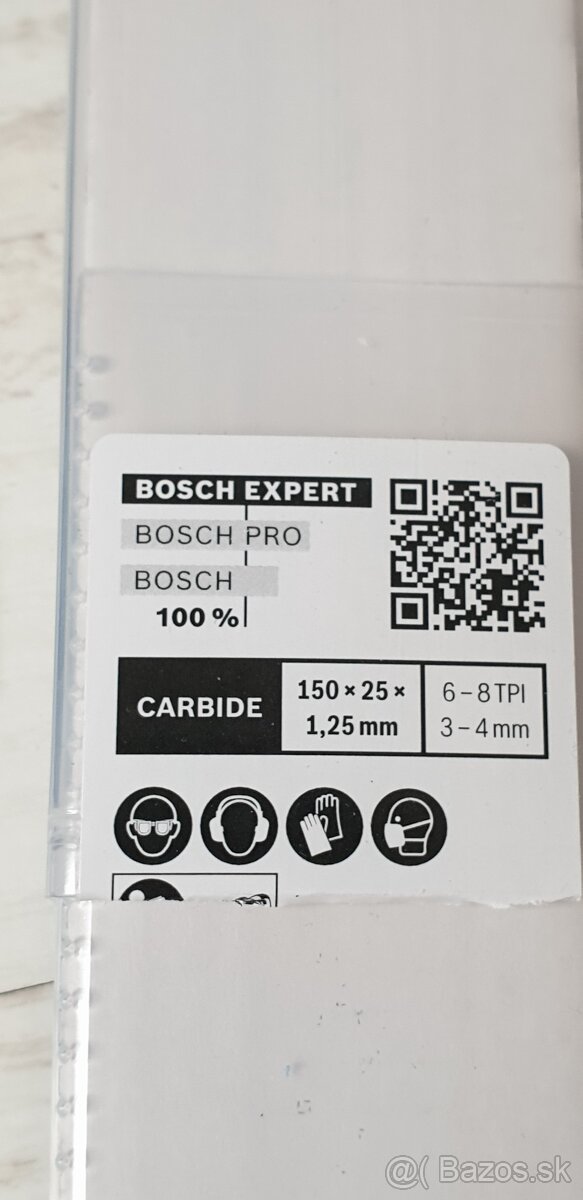 BOSCH EXPERT
BOSCH PRO
BOSCH
100 %
CARBIDE
150 × 25 ×
1,25 mm
6 – 8 TPI
3 – 4 mm
@( Bazos.sk